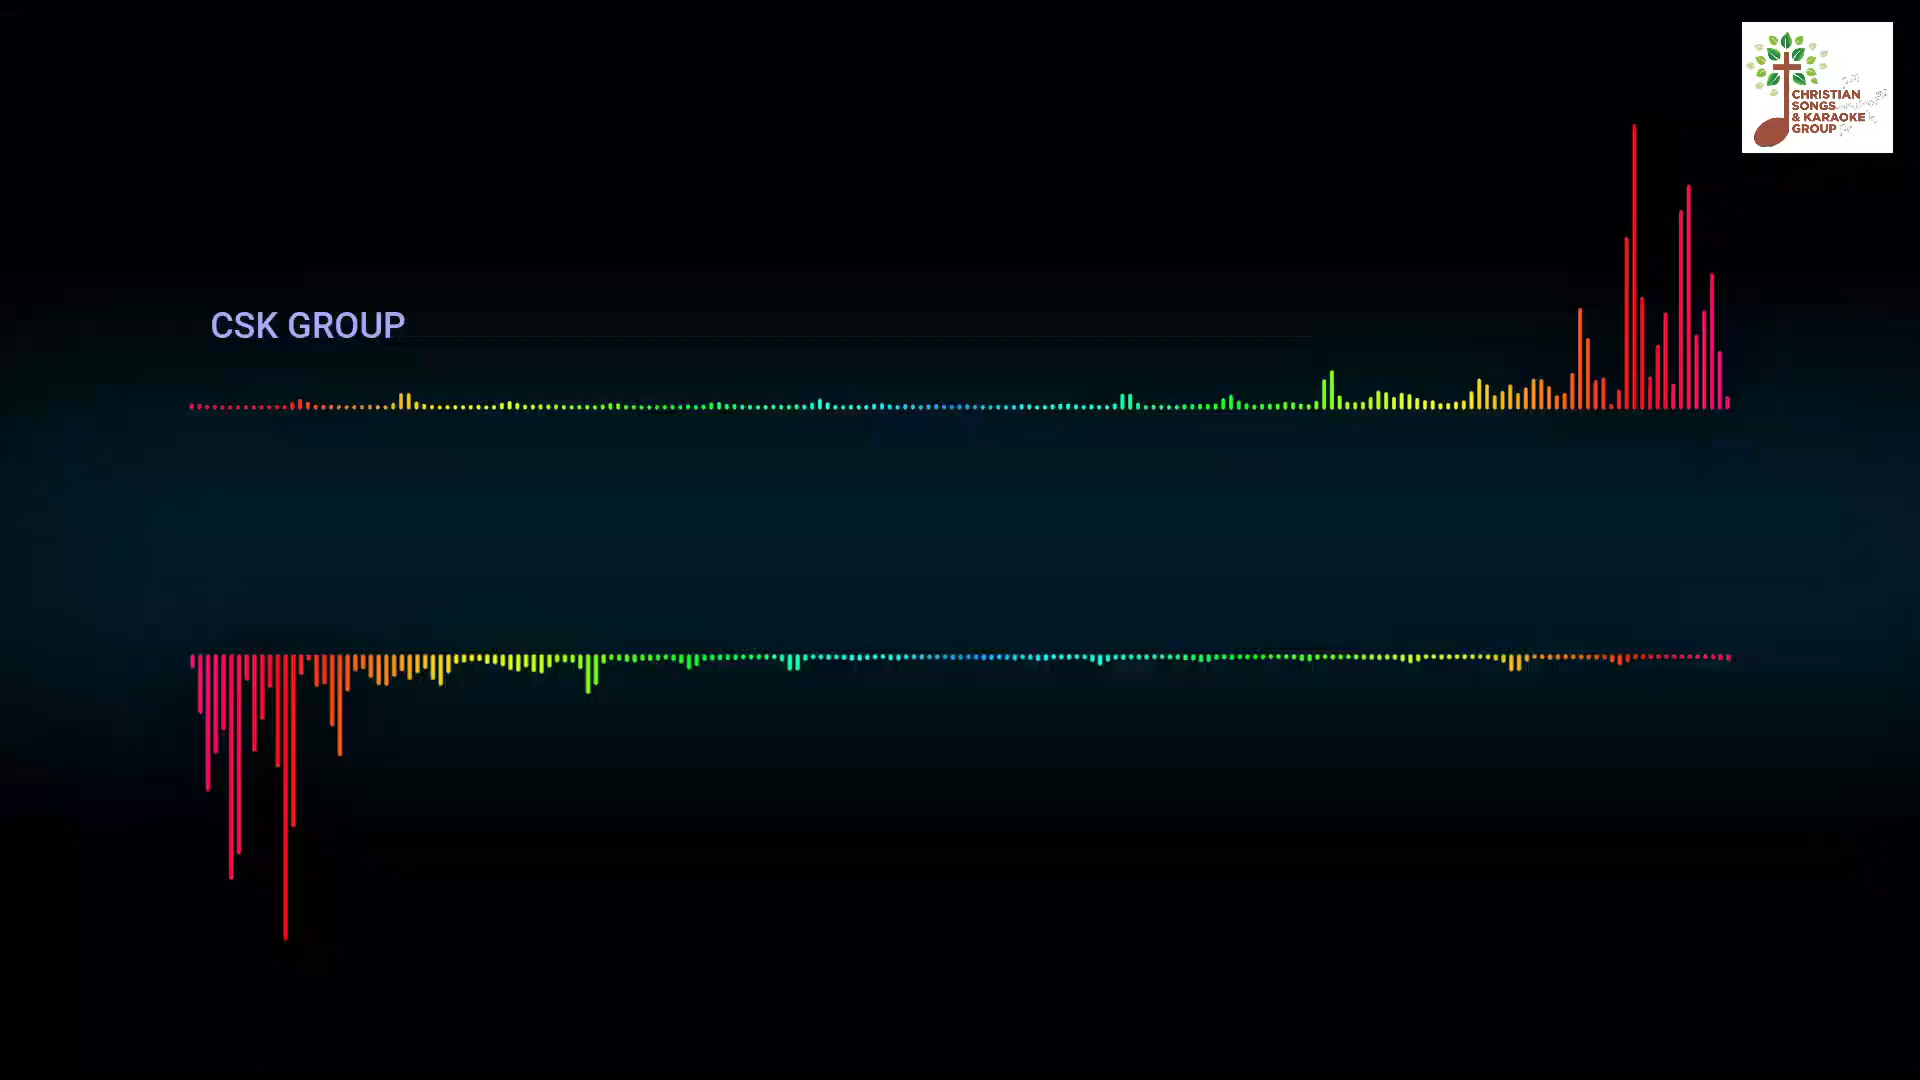 CSK GROUP
CHRISTIAN
SONGS
& KARAOKE
GROUP